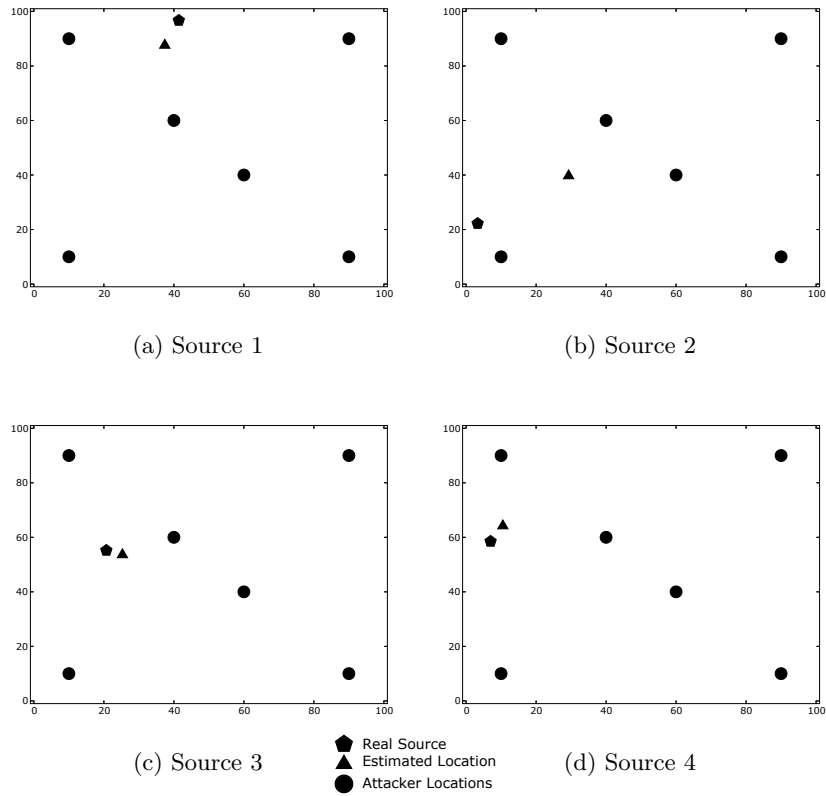 100
80
60
40
20
0
0 20 40 60 80 100
(a) Source 1
100
80
60
40
20
0
0 20 40 60 80 100
(b) Source 2
100
80
60
40
20
0
0 20 40 60 80 100
(c) Source 3
100
80
60
40
20
0
0 20 40 60 80 100
(d) Source 4
Real Source
Estimated Location
Attacker Locations